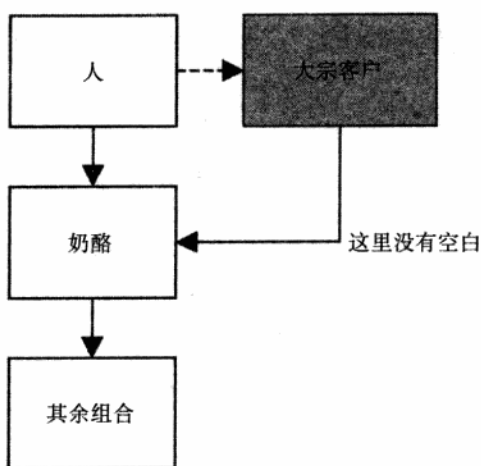 人
大宗客户
奶酪
这里没有空白
其余组合